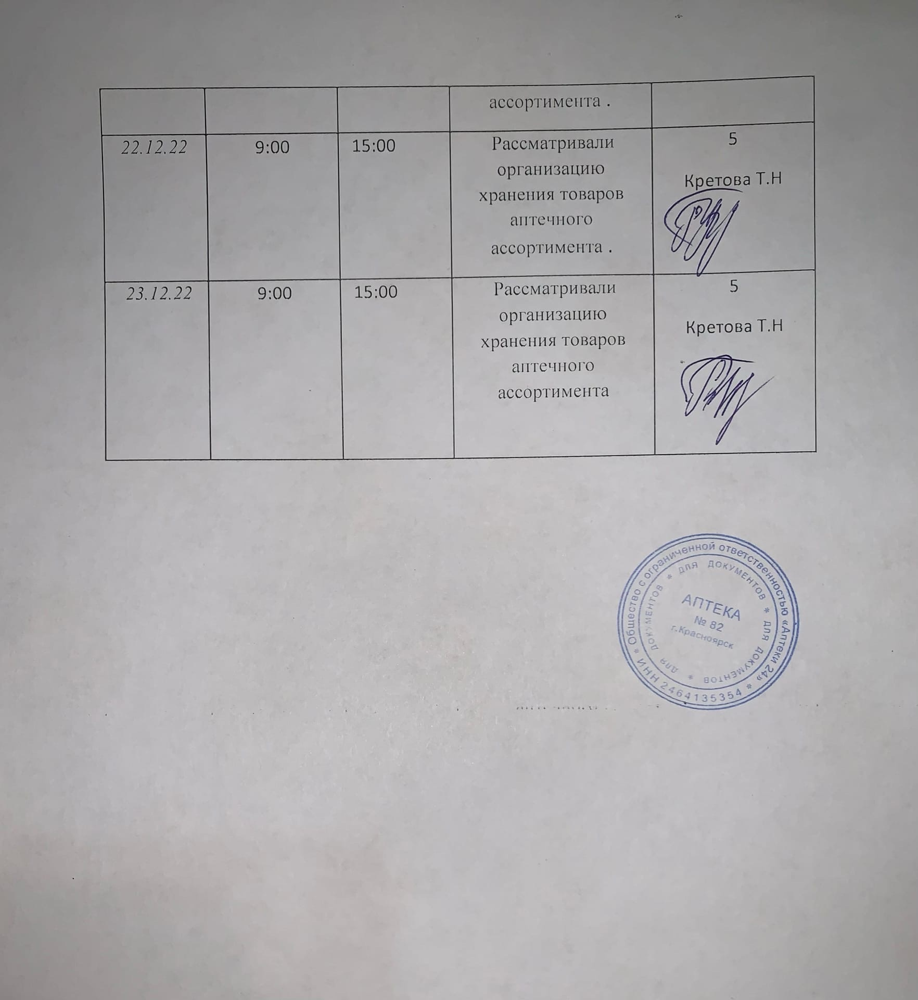 ассортимента .
22.12.22 9:00 15:00 Рассматривали 5
организацию
хранения товаров Кретова Т.Н
аптечного
ассортимента .
23.12.22 9:00 15:00 Рассматривали 5
организацию
хранения товаров Кретова Т.Н
аптечного
ассортимента
* Общество с ограниченной ответственностью «Аптеки 24» * ИНН 2464135354
* ДЛЯ ДОКУМЕНТОВ * ДЛЯ ДОКУМЕНТОВ * ДЛЯ ДОКУМЕНТОВ
АПТЕКА
№ 82
г.Красноярск